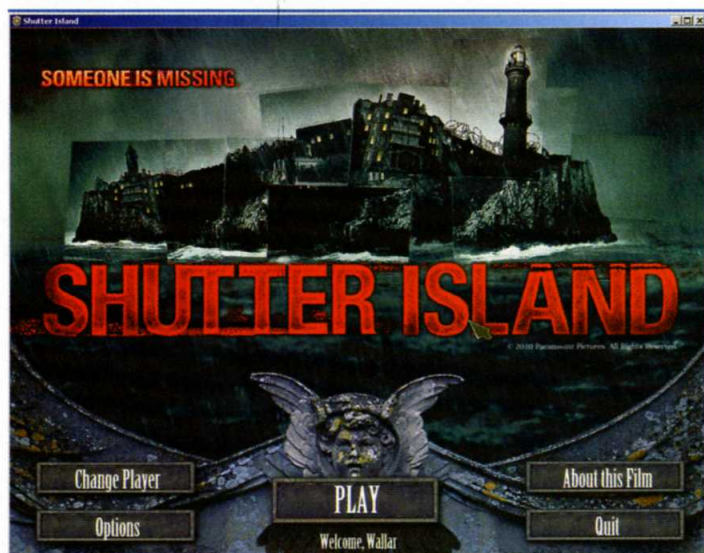 Shutter Island
SOMEONE IS MISSING
SHUTTER ISLAND
© 2010 Paramount Pictures. All Rights Reserved.
Change Player
About this Film
PLAY
Options
Quit
Welcome, Wallar